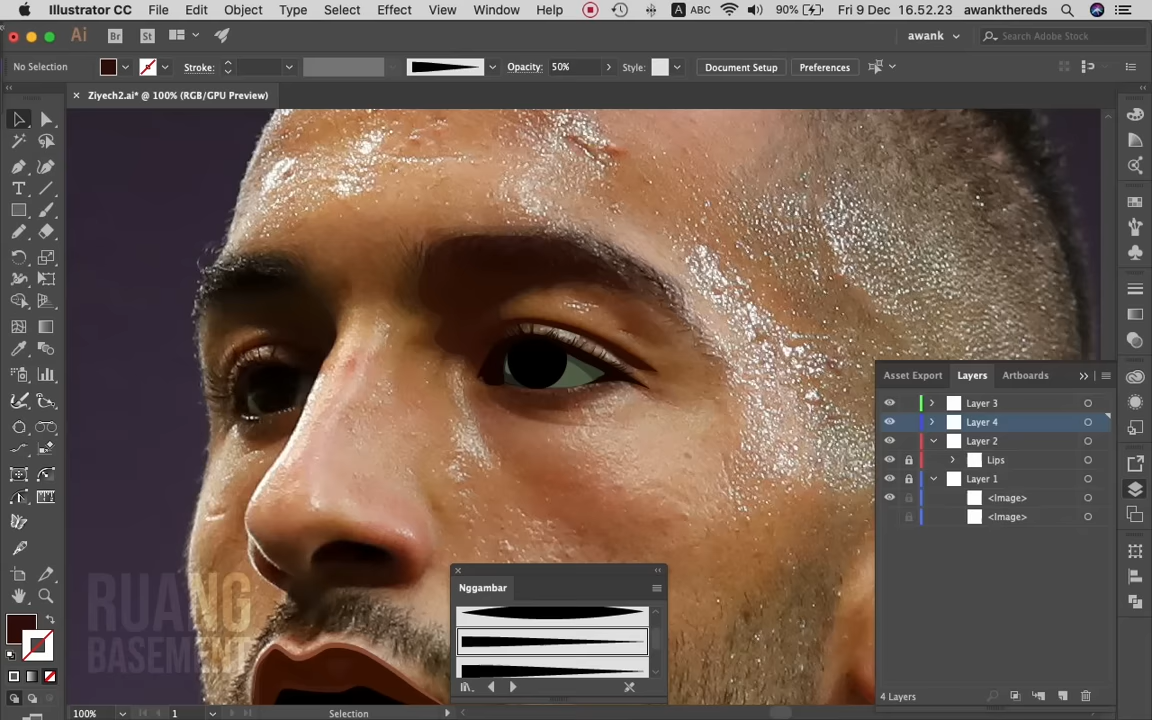 Illustrator CC File Edit Object Type Select Effect View Window Help A ABC 90% Fri 9 Dec 16.52.23 awankthereds
Ai Br St awank Search Adobe Stock
No Selection Stroke: Opacity: 50% Style: Document Setup Preferences
× Ziyech2.ai* @ 100% (RGB/GPU Preview)
Asset Export Layers Artboards
Layer 3
Layer 4
Layer 2
Lips
Layer 1
<Image>
<Image>
4 Layers
Nggambar
RUANG
BASEMENT
100% 1 Selection